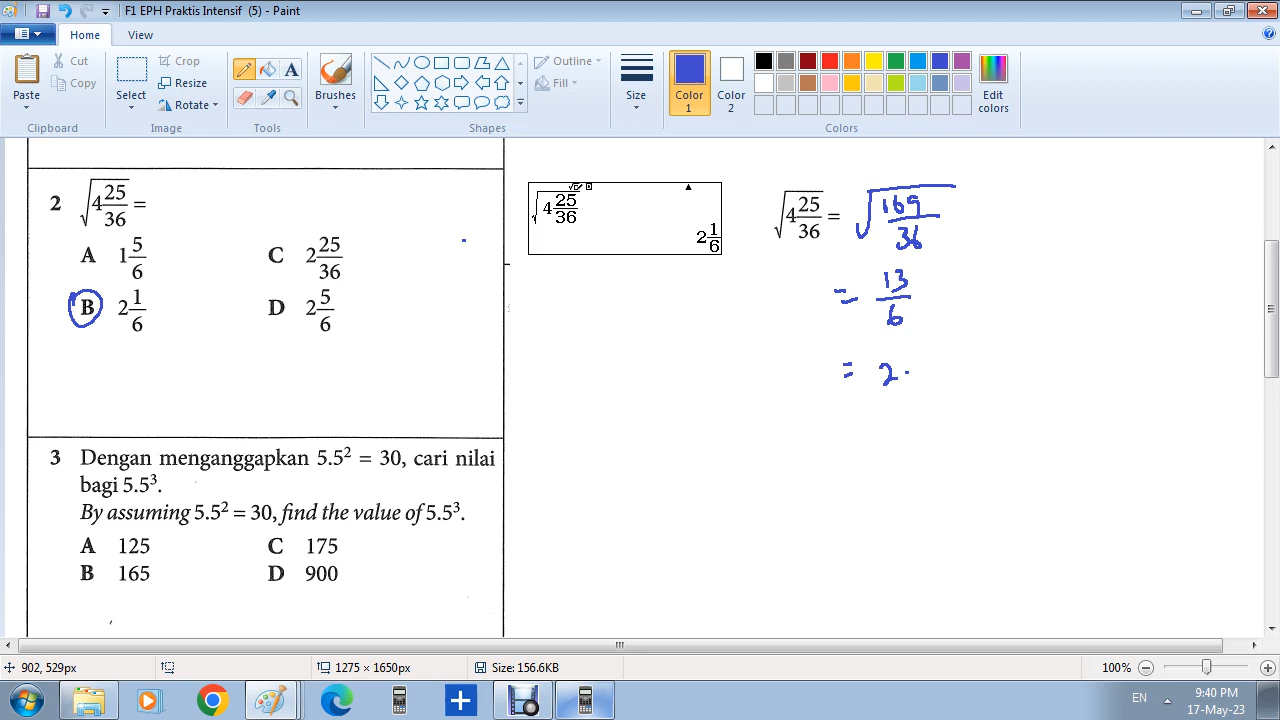 F1 EPH Praktis Intensif (5) - Paint
Home View
Paste
Cut
Copy
Clipboard
Select
Crop
Resize
Rotate
Image
Tools
Brushes
Shapes
Outline
Fill
Size
Color 1
Color 2
Edit colors
Colors
2 √(4 25/36) =
A 1 5/6 C 2 25/36
B 2 1/6 D 2 5/6
√(4 25/36)
2 1/6
√(4 25/36) = √(169/36)
= 13/6
= 2
3 Dengan menganggapkan 5.5² = 30, cari nilai
bagi 5.5³.
By assuming 5.5² = 30, find the value of 5.5³.
A 125 C 175
B 165 D 900
902, 529px
1275 × 1650px
Size: 156.6KB
100%
EN
9:40 PM
17-May-23